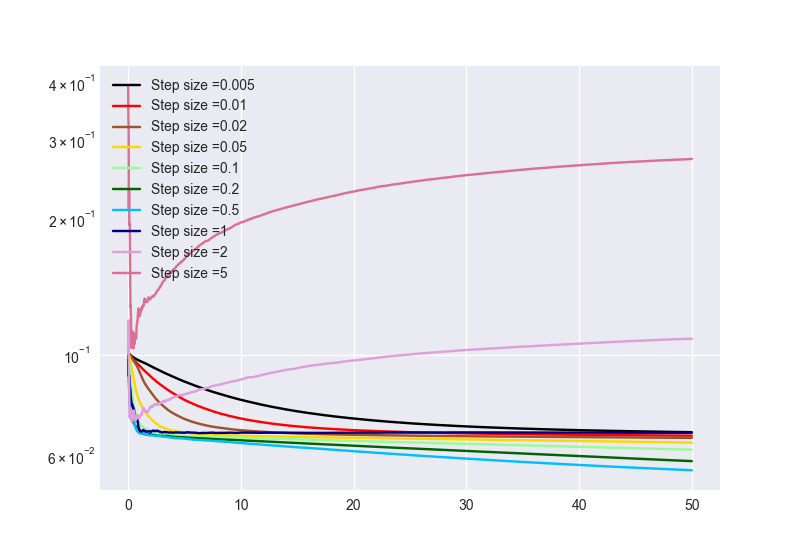 4 × 10⁻¹
3 × 10⁻¹
2 × 10⁻¹
10⁻¹
6 × 10⁻²
Step size =0.005
Step size =0.01
Step size =0.02
Step size =0.05
Step size =0.1
Step size =0.2
Step size =0.5
Step size =1
Step size =2
Step size =5
0 10 20 30 40 50